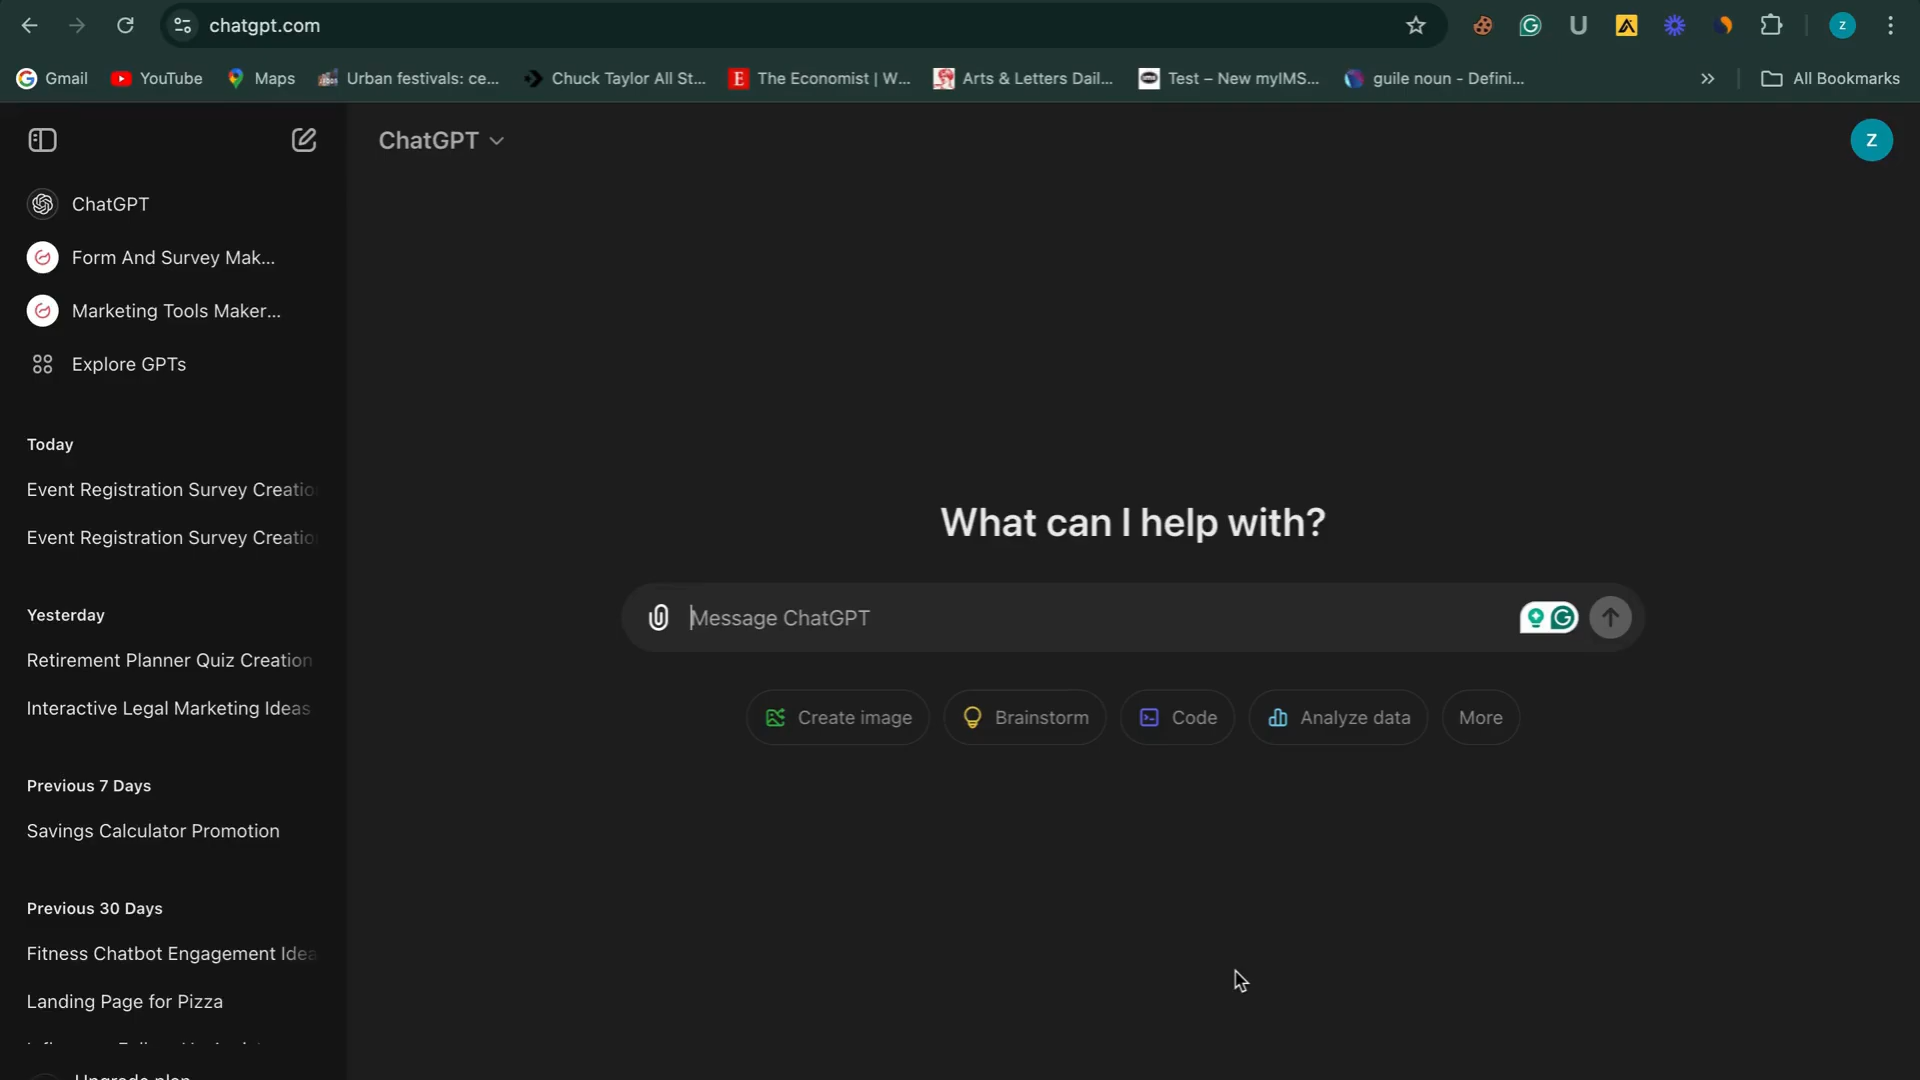 chatgpt.com
Z
Gmail
YouTube
Maps
Urban festivals: ce...
Chuck Taylor All St...
The Economist | W...
Arts & Letters Dail...
Test – New myIMS...
guile noun - Defini...
All Bookmarks
ChatGPT
Z
ChatGPT
Form And Survey Mak...
Marketing Tools Maker...
Explore GPTs
Today
Event Registration Survey Creatio
Event Registration Survey Creatio
Yesterday
Retirement Planner Quiz Creation
Interactive Legal Marketing Ideas
Previous 7 Days
Savings Calculator Promotion
Previous 30 Days
Fitness Chatbot Engagement Idea
Landing Page for Pizza
Upgrade plan
What can I help with?
Message ChatGPT
Create image
Brainstorm
Code
Analyze data
More